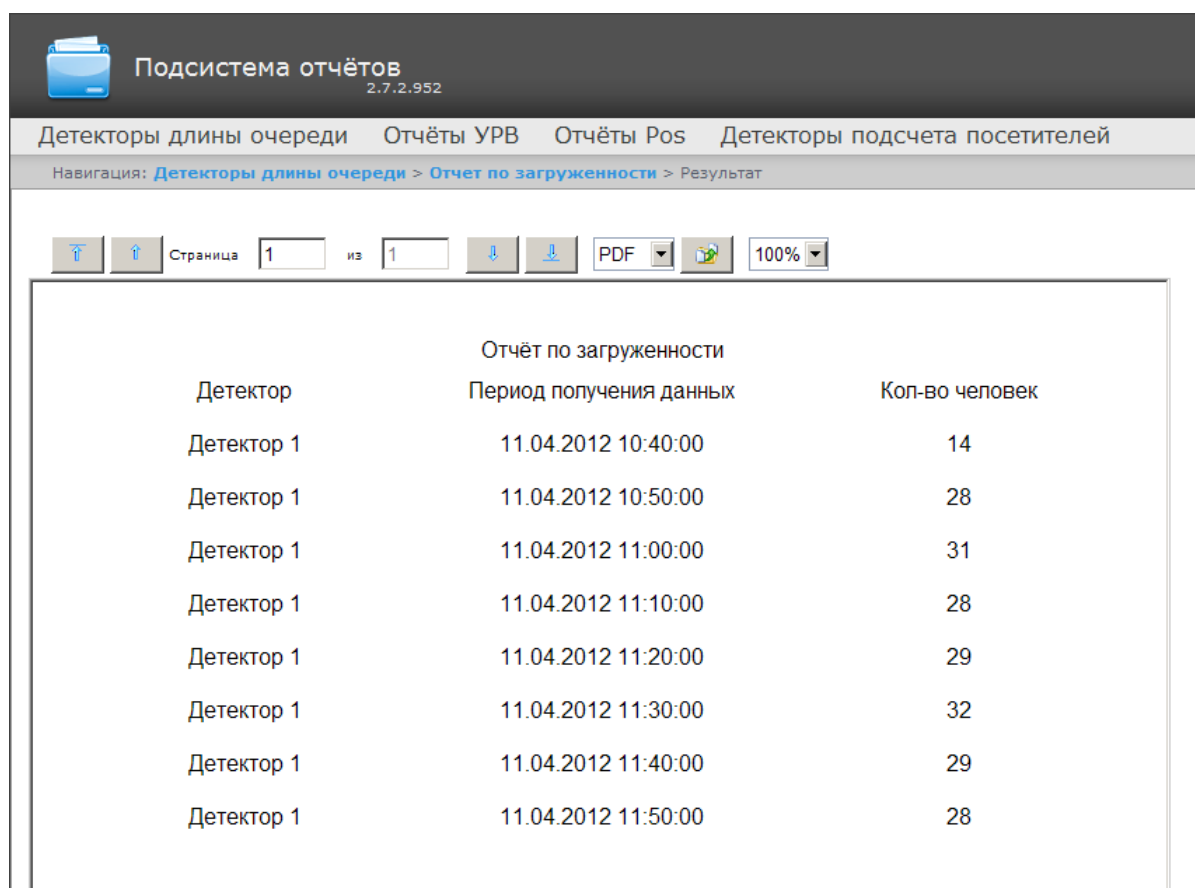 Подсистема отчётов
2.7.2.952
Детекторы длины очереди Отчёты УРВ Отчёты Pos Детекторы подсчета посетителей
Навигация: Детекторы длины очереди > Отчет по загруженности > Результат
Страница 1 из 1 PDF 100%
Отчёт по загруженности
Детектор Период получения данных Кол-во человек
Детектор 1 11.04.2012 10:40:00 14
Детектор 1 11.04.2012 10:50:00 28
Детектор 1 11.04.2012 11:00:00 31
Детектор 1 11.04.2012 11:10:00 28
Детектор 1 11.04.2012 11:20:00 29
Детектор 1 11.04.2012 11:30:00 32
Детектор 1 11.04.2012 11:40:00 29
Детектор 1 11.04.2012 11:50:00 28